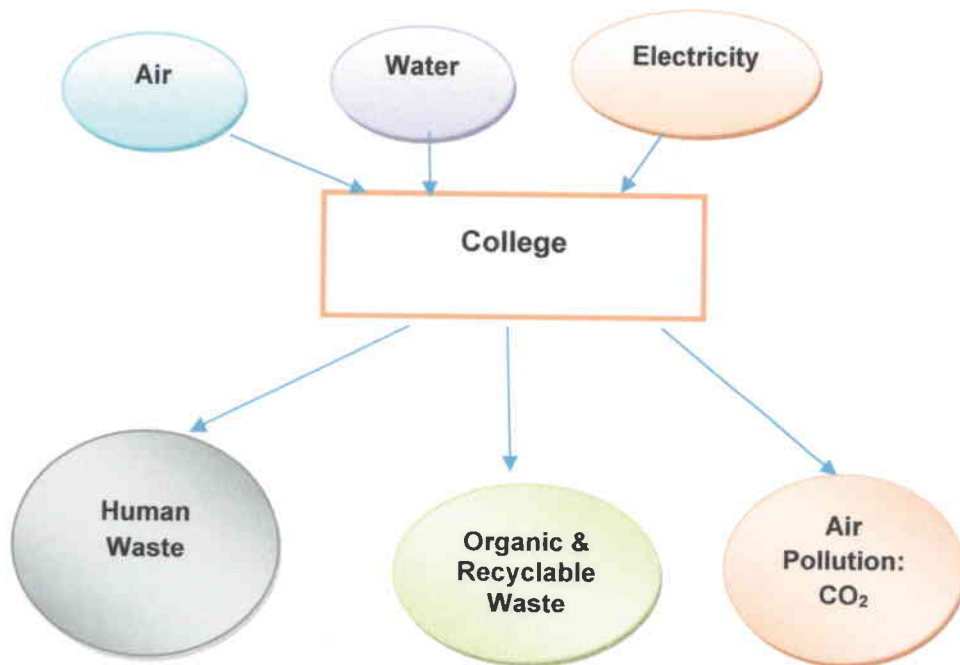 Air
Water
Electricity
College
Human
Waste
Organic &
Recyclable
Waste
Air
Pollution:
CO₂